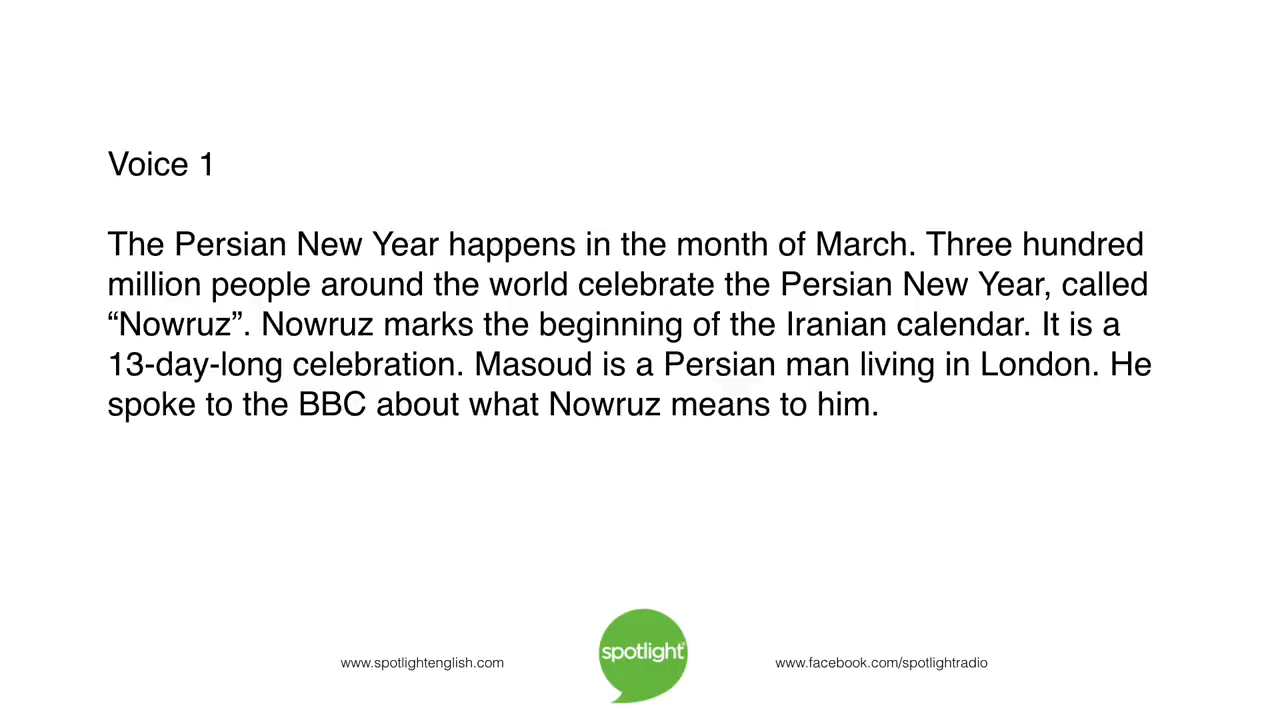 Voice 1
The Persian New Year happens in the month of March. Three hundred
million people around the world celebrate the Persian New Year, called
“Nowruz”. Nowruz marks the beginning of the Iranian calendar. It is a
13-day-long celebration. Masoud is a Persian man living in London. He
spoke to the BBC about what Nowruz means to him.
www.spotlightenglish.com
spotlight®
www.facebook.com/spotlightradio